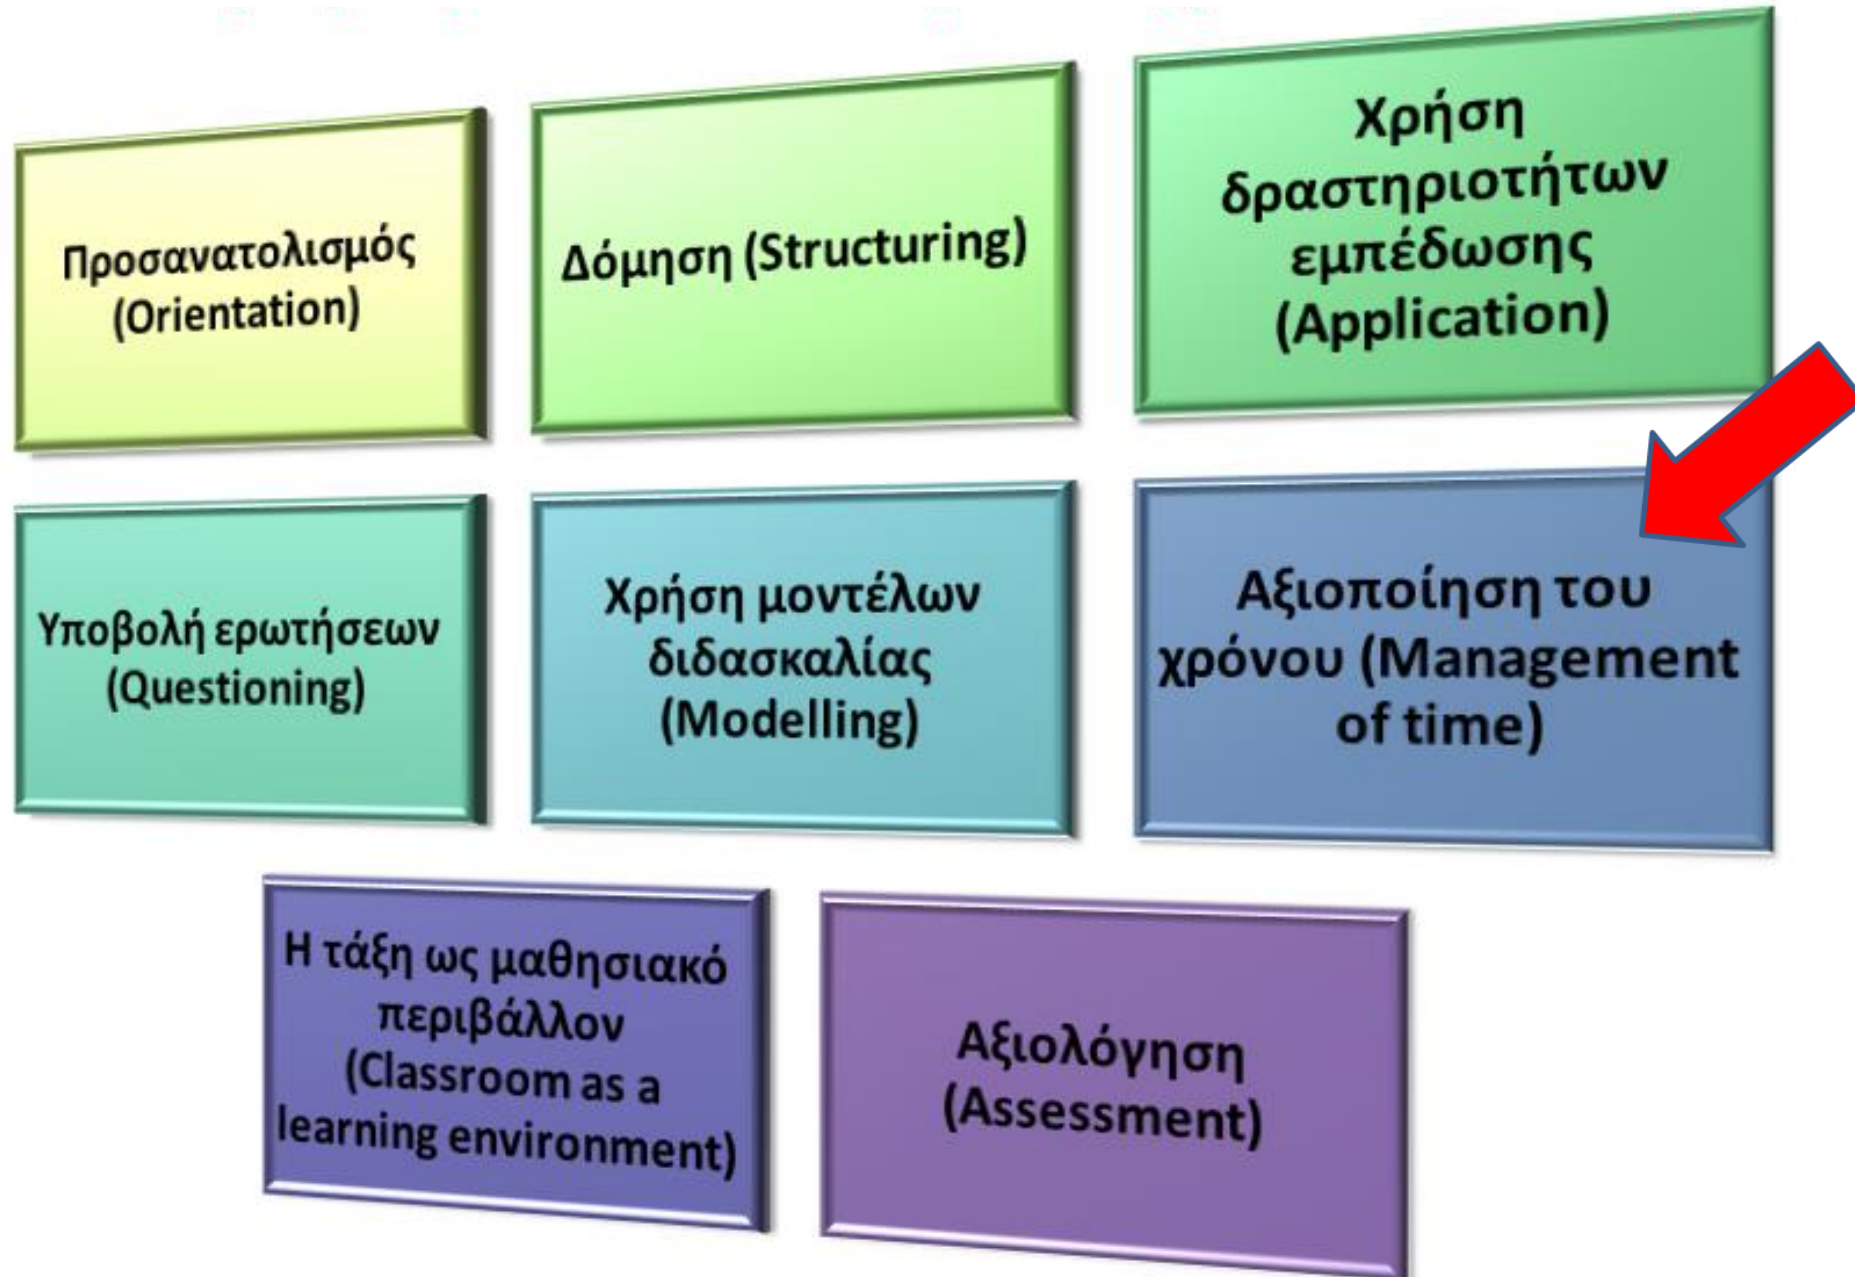 Προσανατολισμός
(Orientation)
Δόμηση (Structuring)
Χρήση
δραστηριοτήτων
εμπέδωσης
(Application)
Υποβολή ερωτήσεων
(Questioning)
Χρήση μοντέλων
διδασκαλίας
(Modelling)
Αξιοποίηση του
χρόνου (Management
of time)
Η τάξη ως μαθησιακό
περιβάλλον
(Classroom as a
learning environment)
Αξιολόγηση
(Assessment)